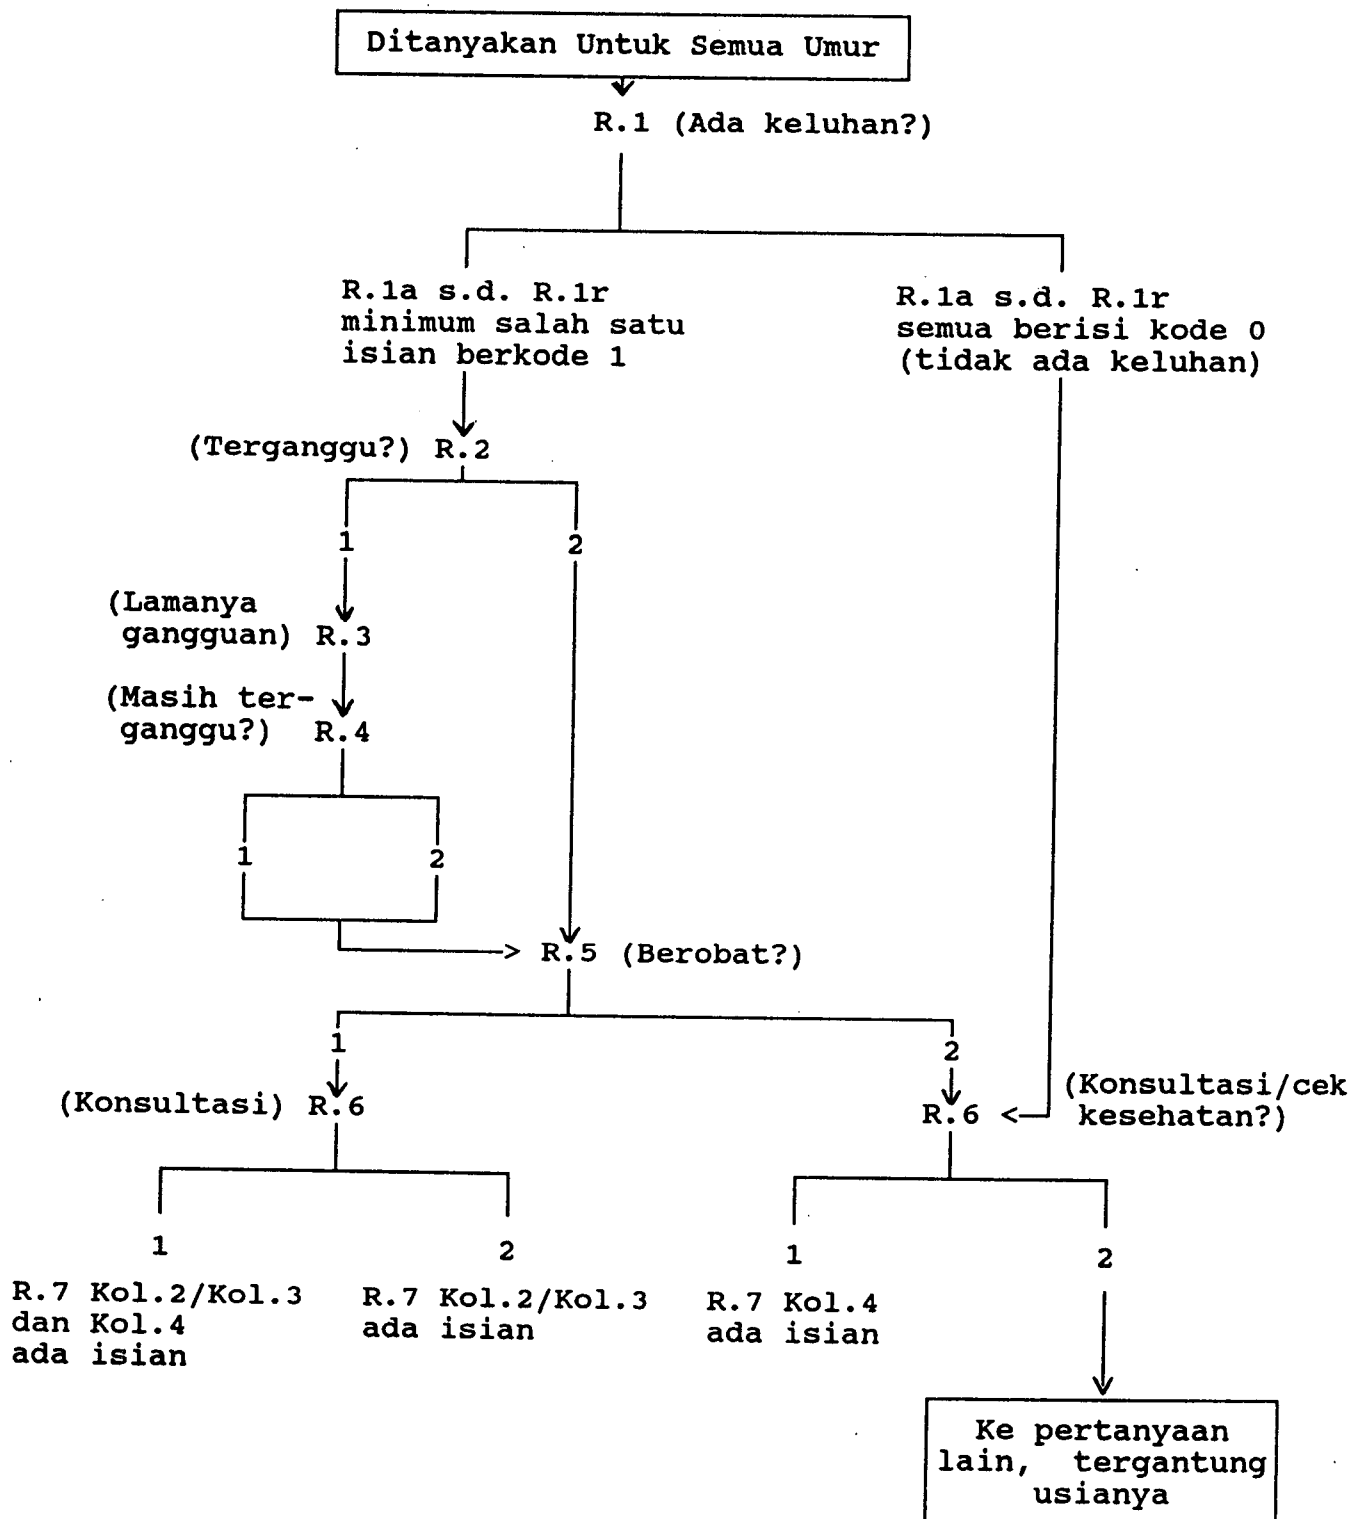 Ditanyakan Untuk Semua Umur
R.1 (Ada keluhan?)
R.1a s.d. R.1r
minimum salah satu
isian berkode 1
R.1a s.d. R.1r
semua berisi kode 0
(tidak ada keluhan)
(Terganggu?) R.2
1 2
(Lamanya
gangguan) R.3
(Masih ter-
ganggu?) R.4
1 2
R.5 (Berobat?)
1 2
(Konsultasi) R.6
R.6 (Konsultasi/cek
kesehatan?)
1 2 1 2
R.7 Kol.2/Kol.3
dan Kol.4
ada isian
R.7 Kol.2/Kol.3
ada isian
R.7 Kol.4
ada isian
Ke pertanyaan
lain, tergantung
usianya